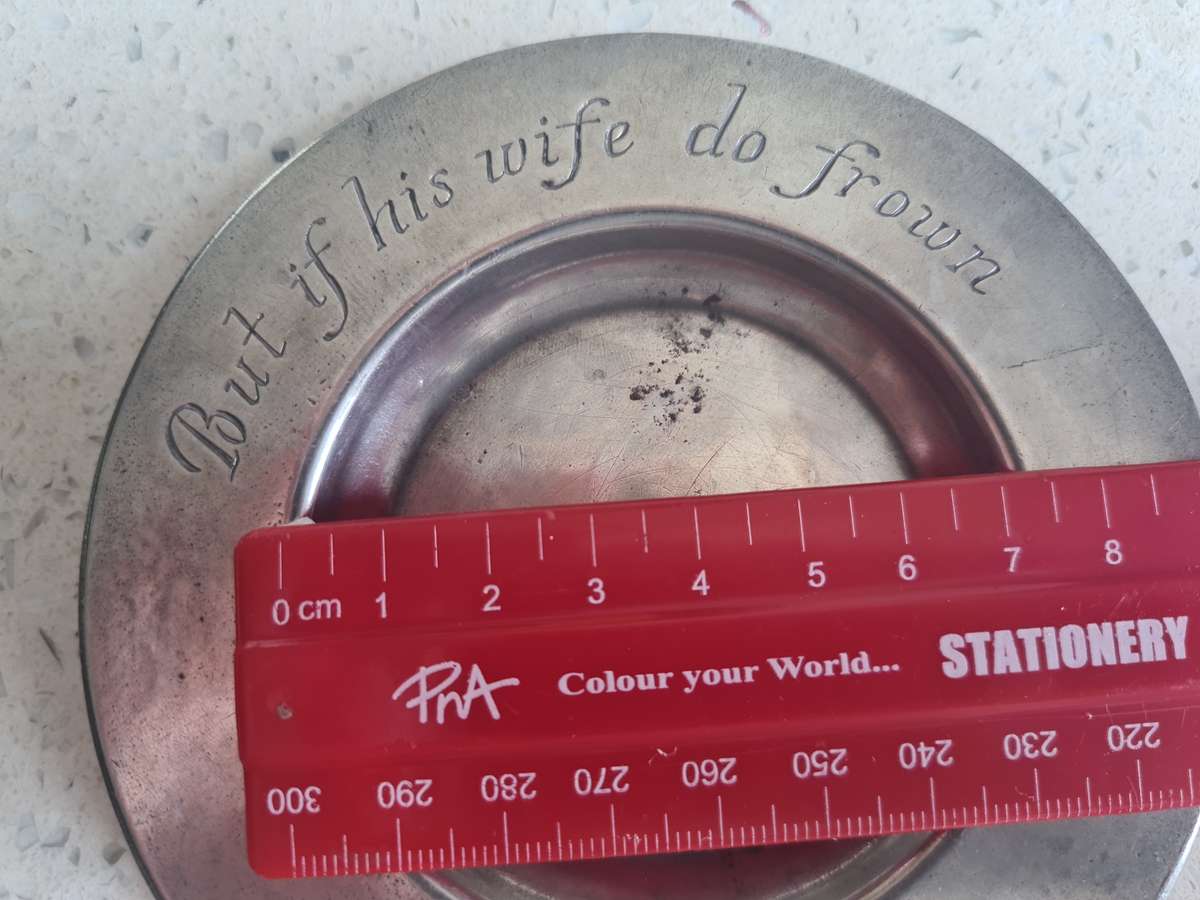 But if his wife do frown
0 cm 1 2 3 4 5 6 7 8
PnA Colour your World... STATIONERY
300 290 280 270 260 250 240 230 220